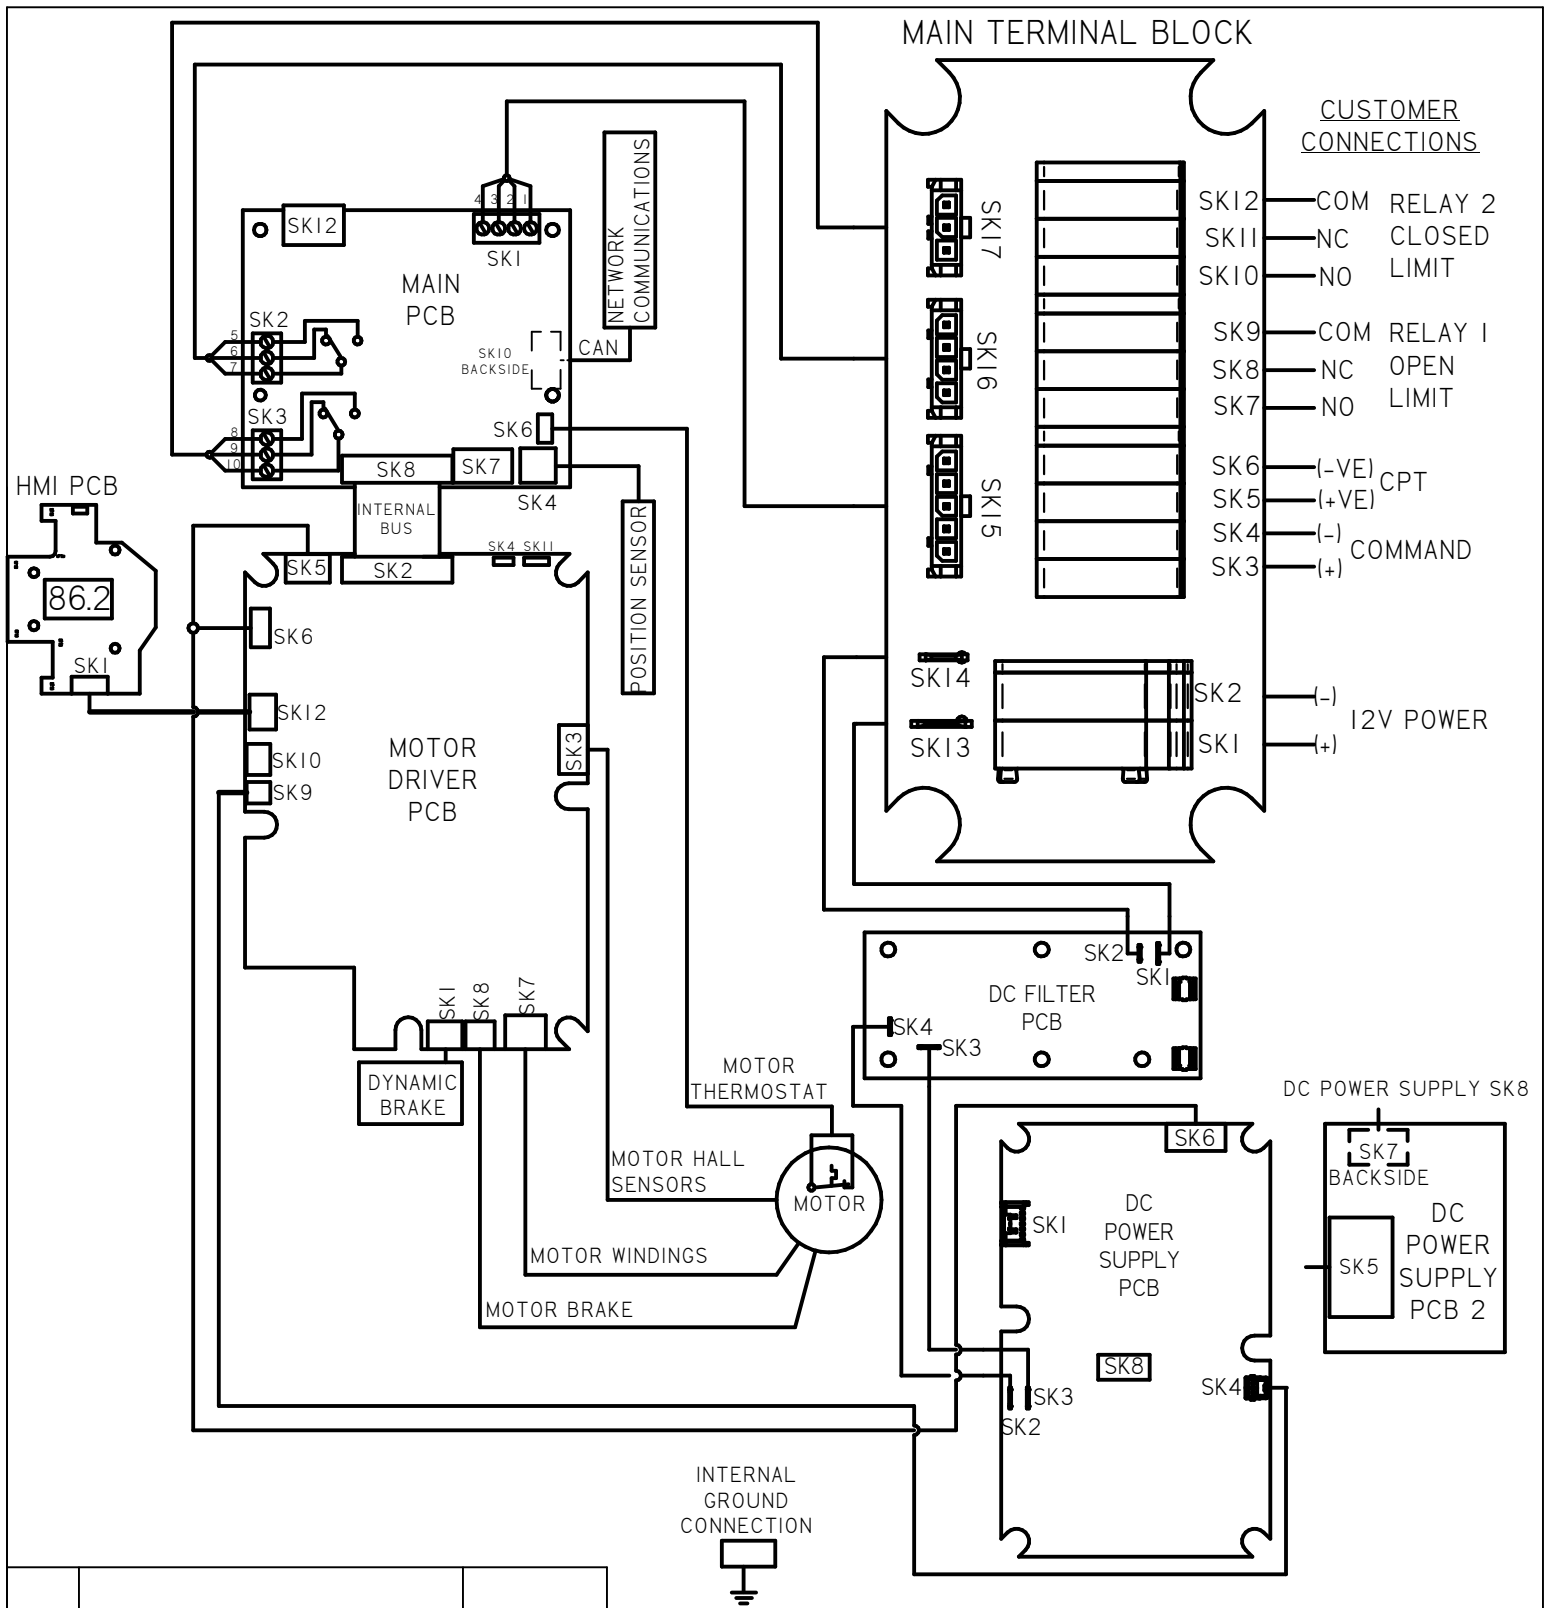 MAIN TERMINAL BLOCK
CUSTOMER
CONNECTIONS
SK17
SK16
SK15
SK14
SK13
SK12 COM RELAY 2
SK11 NC CLOSED
SK10 NO LIMIT
SK9 COM RELAY 1
SK8 NC OPEN
SK7 NO LIMIT
SK6 (-VE) CPT
SK5 (+VE)
SK4 (-) COMMAND
SK3 (+)
SK2 (-)
12V POWER
SK1 (+)
NETWORK
COMMUNICATIONS
4 3 2 1
SK12
SK1
MAIN
PCB
SK2
5
6
7
SK10
BACKSIDE
CAN
SK3
8
9
10
SK6
SK8
SK7
SK4
INTERNAL
BUS
POSITION SENSOR
HMI PCB
86.2
SK1
SK5
SK2
SK4 SK11
SK6
SK12
SK10
SK9
SK3
MOTOR
DRIVER
PCB
SK1
SK8
SK7
DYNAMIC
BRAKE
MOTOR
THERMOSTAT
MOTOR HALL
SENSORS
MOTOR
MOTOR WINDINGS
MOTOR BRAKE
SK2
SK1
DC FILTER
PCB
SK4
SK3
SK6
SK1
DC
POWER
SUPPLY
PCB
SK8
SK4
SK3
SK2
DC POWER SUPPLY SK8
SK7
BACKSIDE
SK5
DC
POWER
SUPPLY
PCB 2
INTERNAL
GROUND
CONNECTION